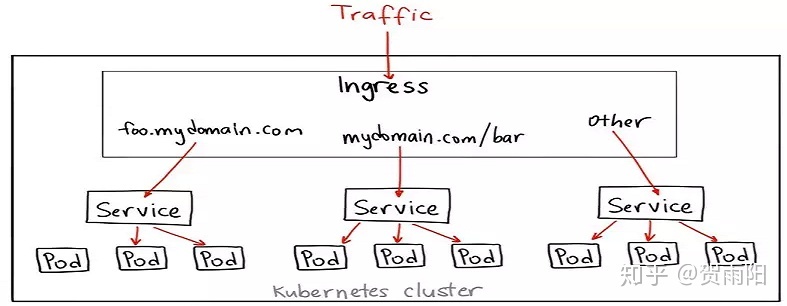 Traffic
Ingress
foo.mydomain.com
mydomain.com/bar
Other
Service
Service
Service
Pod
Pod
Pod
Pod
Pod
Pod
Pod
Pod
Pod
Kubernetes cluster
知乎 @贺雨阳